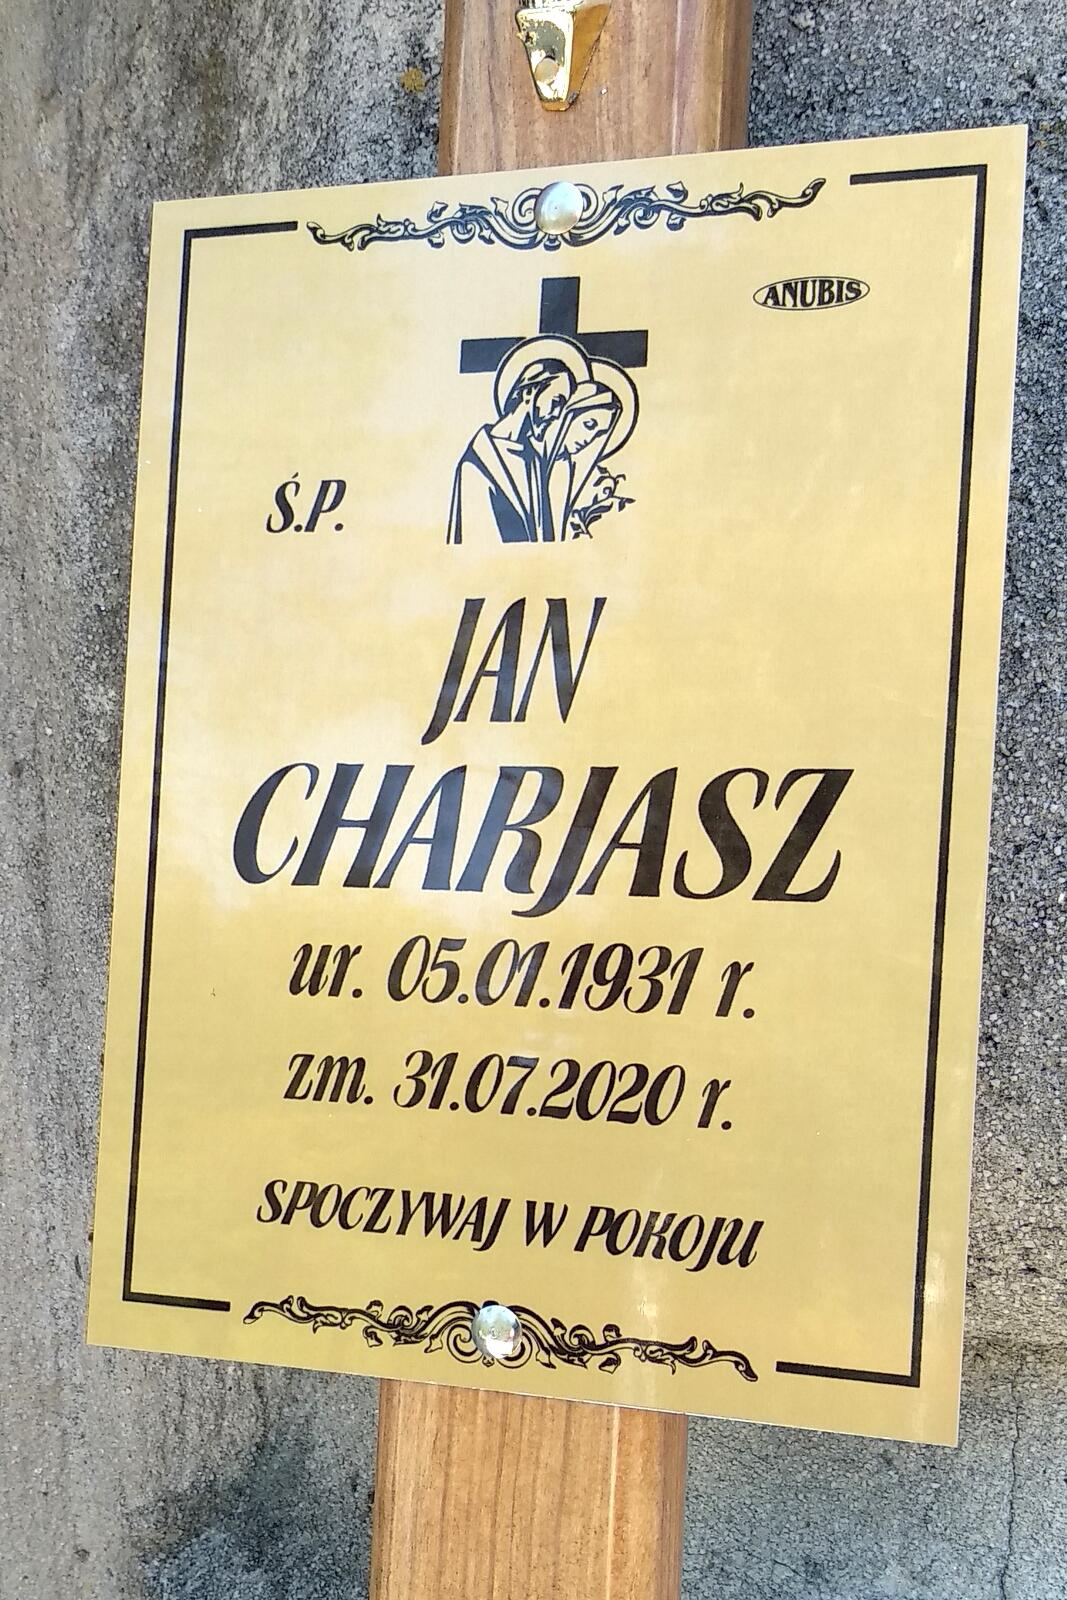 ANUBIS
Ś.P.
JAN
CHARJASZ
ur. 05.01.1931 r.
zm. 31.07.2020 r.
SPOCZYWAJ W POKOJU